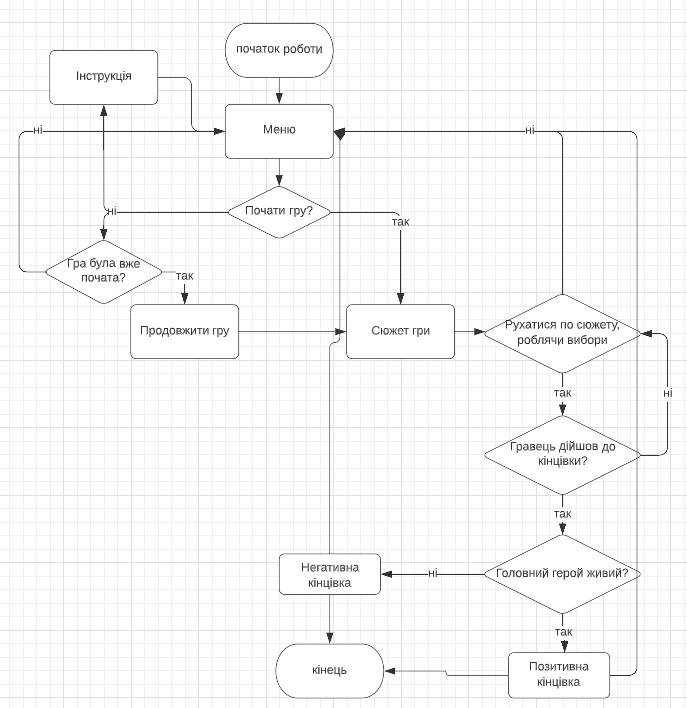 початок роботи
Інструкція
Меню
ні
ні
Почати гру?
ні
так
Гра була вже
почата?
так
Продовжити гру
Сюжет гри
Рухатися по сюжету,
роблячи вибори
так
ні
Гравець дійшов до
кінцівки?
так
Негативна
кінцівка
ні
Головний герой живий?
так
кінець
Позитивна
кінцівка